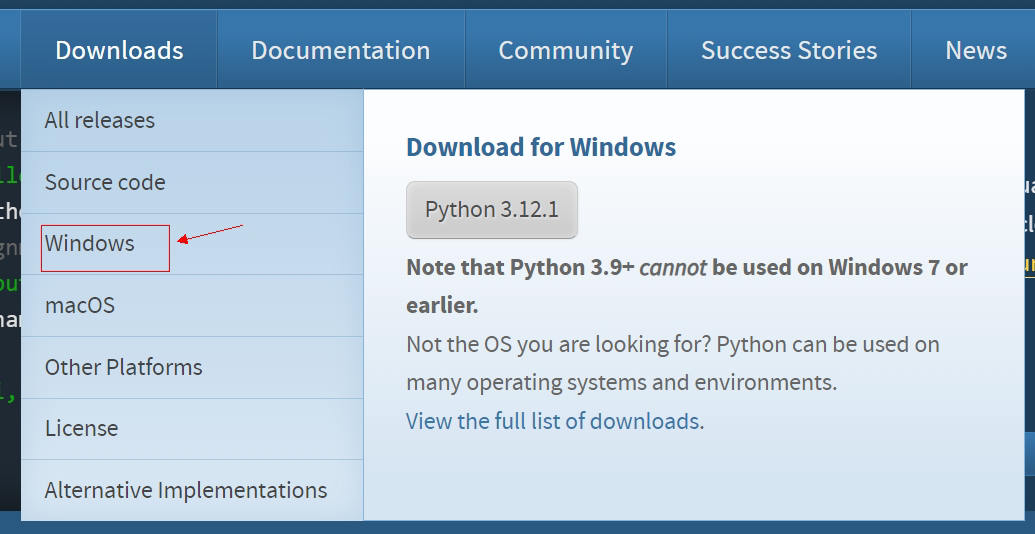 Downloads Documentation Community Success Stories News
All releases
Source code
Windows
macOS
Other Platforms
License
Alternative Implementations
Download for Windows
Python 3.12.1
Note that Python 3.9+ cannot be used on Windows 7 or
earlier.
Not the OS you are looking for? Python can be used on
many operating systems and environments.
View the full list of downloads.